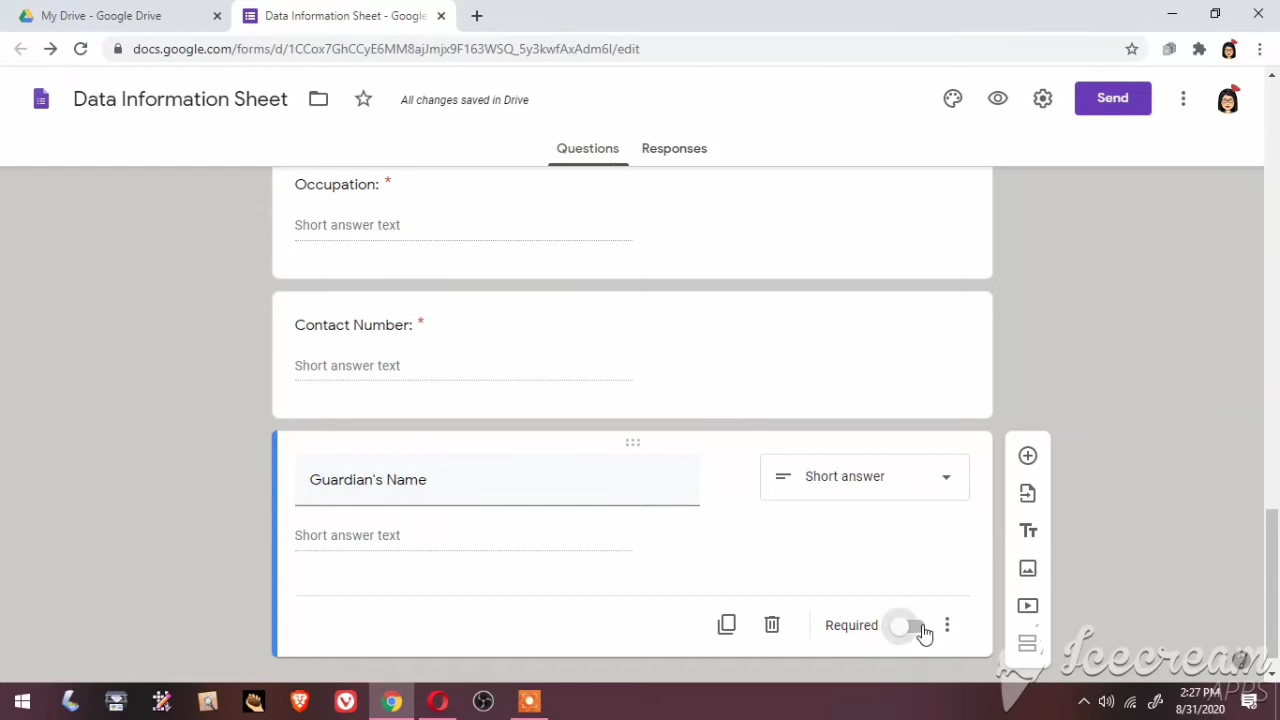 My Drive - Google Drive
Data Information Sheet - Google
docs.google.com/forms/d/1CCox7GhCCyE6MM8ajJmjx9F163WSQ_5y3kwfAxAdm6I/edit
Data Information Sheet
All changes saved in Drive
Send
Questions
Responses
Occupation: *
Short answer text
Contact Number: *
Short answer text
Guardian's Name
Short answer
Short answer text
Required
Icecream
APPS
2:27 PM
8/31/2020